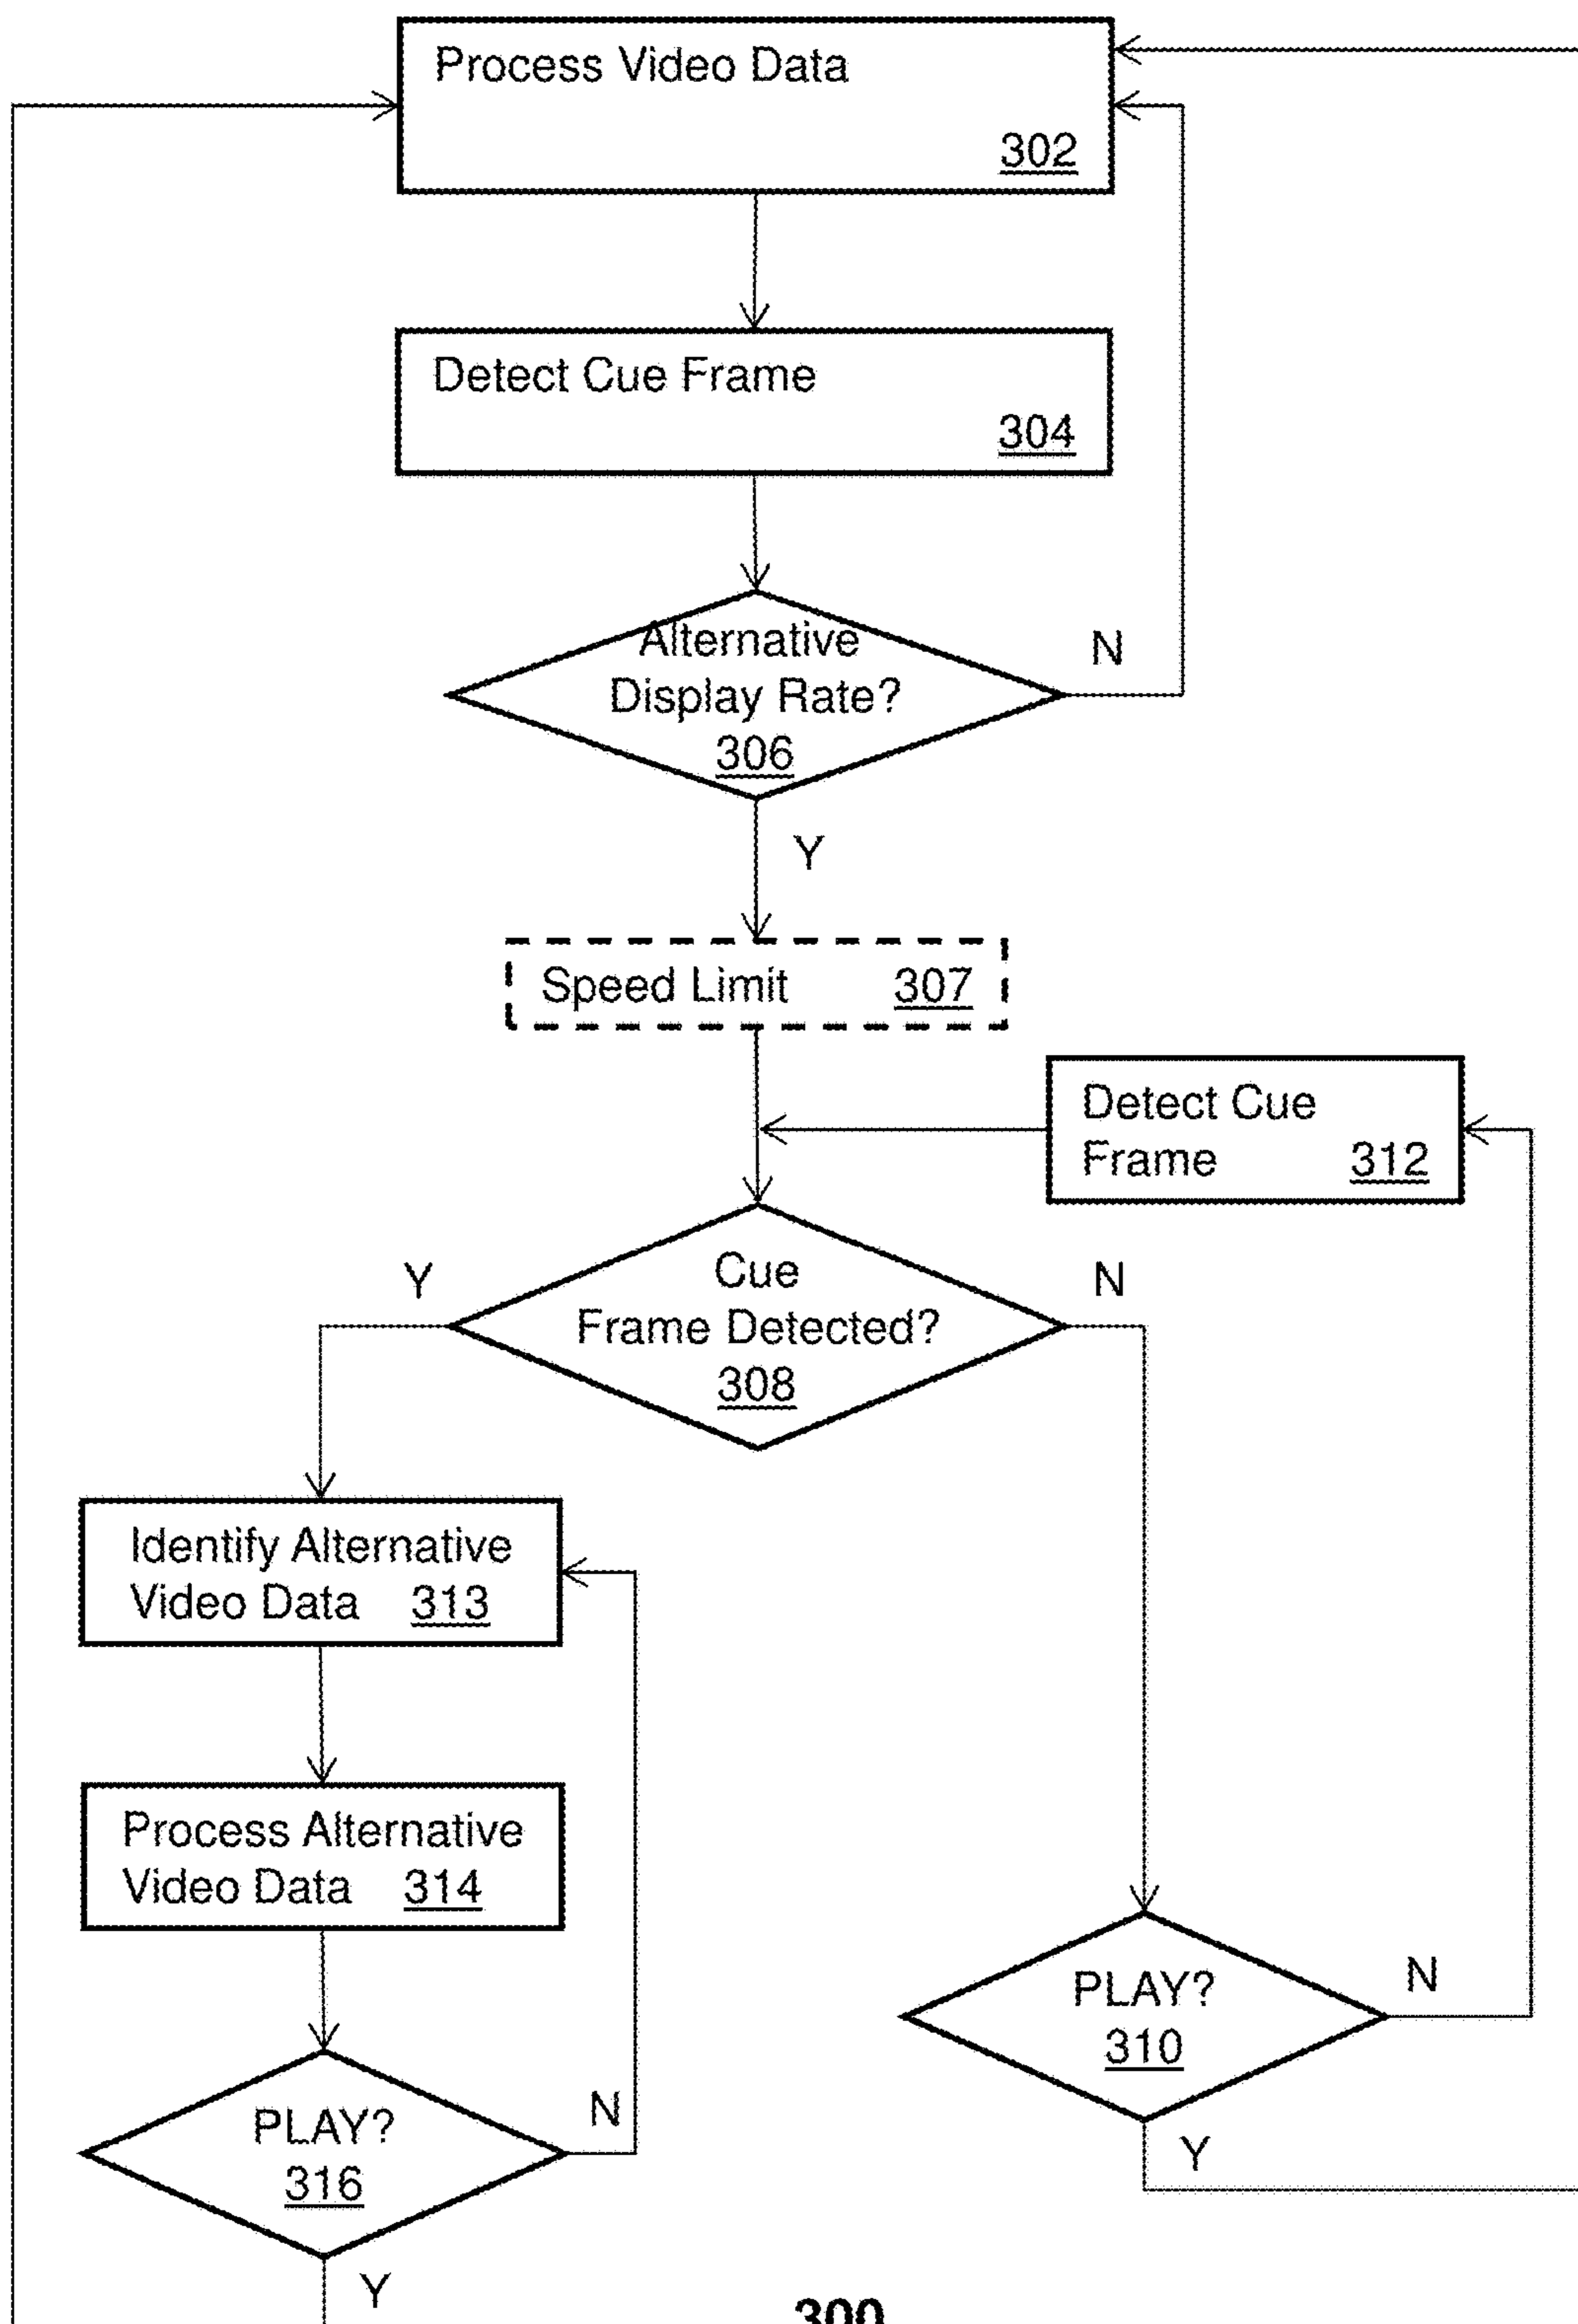 Process Video Data
302
Detect Cue Frame
304
Alternative
Display Rate?
306
N
Y
Speed Limit 307
Detect Cue
Frame 312
Y
Cue
Frame Detected?
308
N
Identify Alternative
Video Data 313
Process Alternative
Video Data 314
PLAY?
310
N
Y
PLAY?
316
N
Y
300